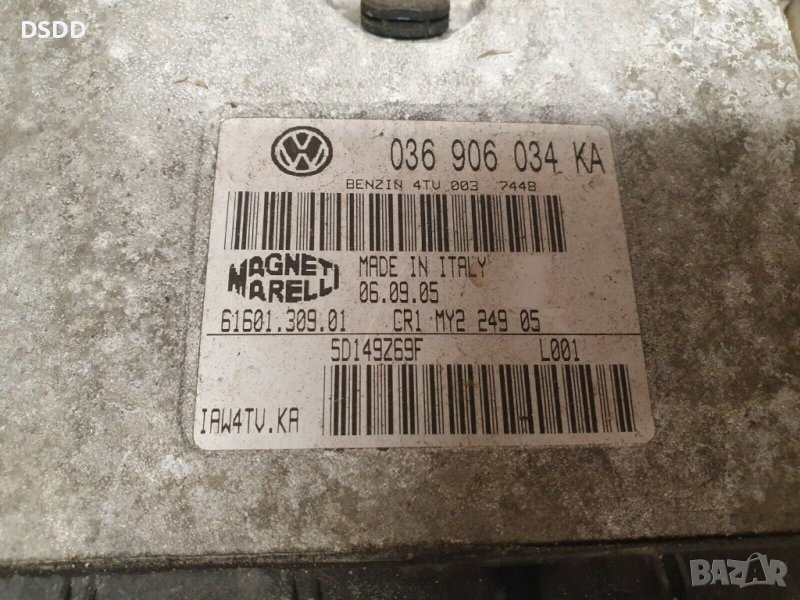 DSDD
036 906 034 KA
BENZIN 4TV 003 7448
MAGNETI MARELLI
MADE IN ITALY
06.09.05
61601.309.01 CR1 MY2 249 05
5D149Z69F L001
IAW4TV.KA
BAZAR